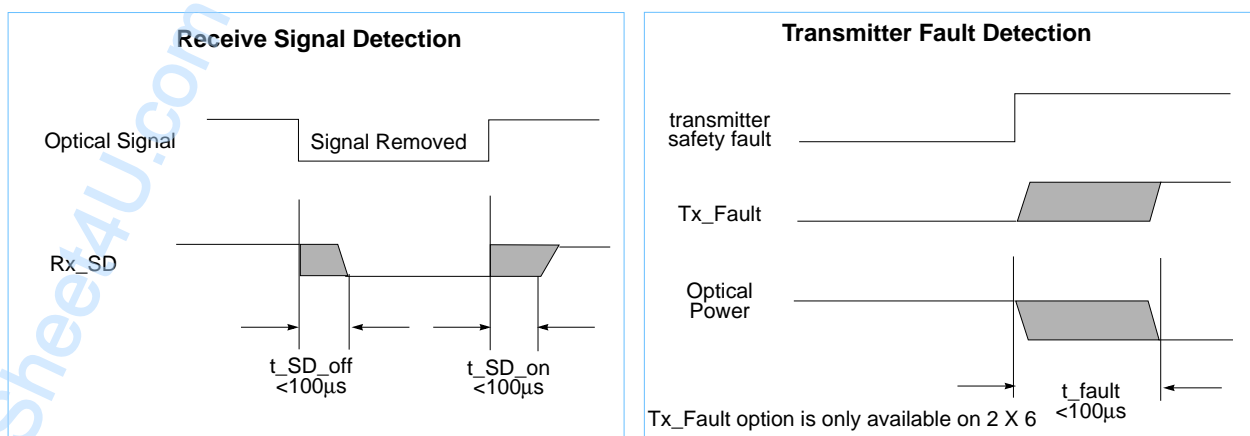 Receive Signal Detection
Optical Signal
Signal Removed
Rx_SD
t_SD_off
<100μs
t_SD_on
<100μs
Transmitter Fault Detection
transmitter
safety fault
Tx_Fault
Optical
Power
t_fault
<100μs
Tx_Fault option is only available on 2 X 6
Sheet4U.com